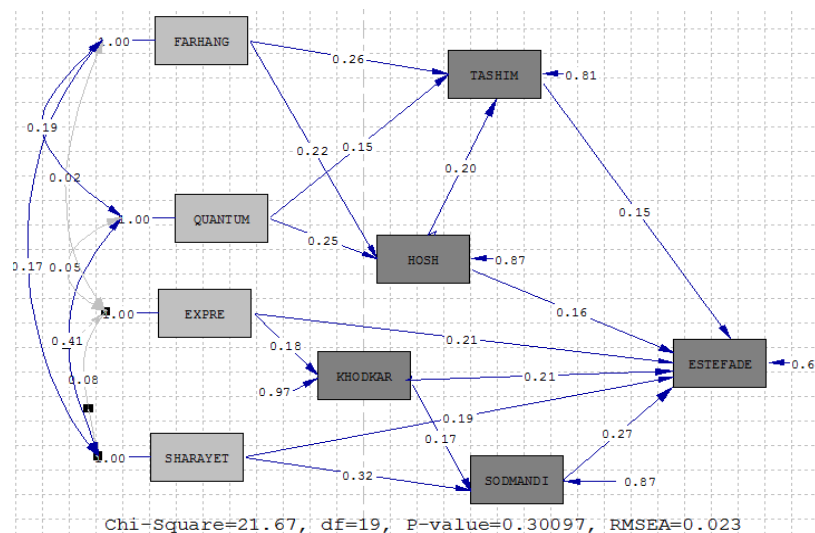 1.00
FARHANG
0.26
TASHIM
0.81
0.19
0.22
0.15
0.02
0.20
1.00
QUANTUM
0.15
0.25
HOSH
0.87
0.17
0.05
0.16
1.00
EXPRE
0.21
0.41
0.18
KHODKAR
0.21
ESTEFADE
0.6
0.08
0.97
0.19
0.17
0.27
1.00
SHARAYET
0.32
SODMANDI
0.87
Chi-Square=21.67, df=19, P-value=0.30097, RMSEA=0.023